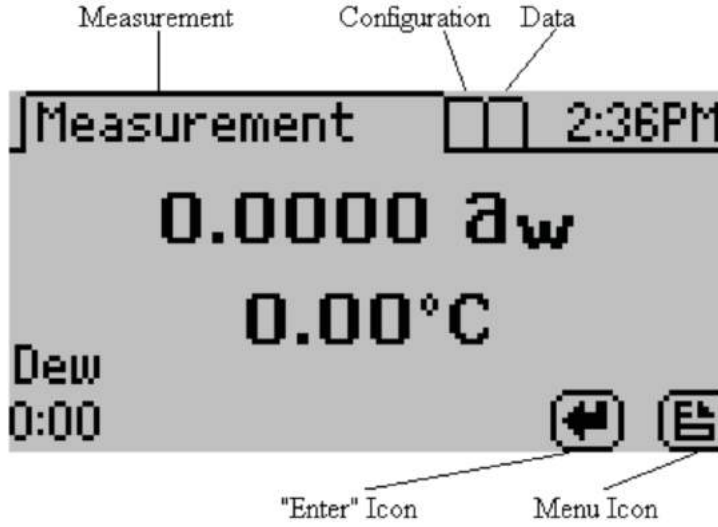 Measurement Configuration Data
Measurement 2:36PM
0.0000 aw
0.00°C
Dew
0:00
"Enter" Icon Menu Icon